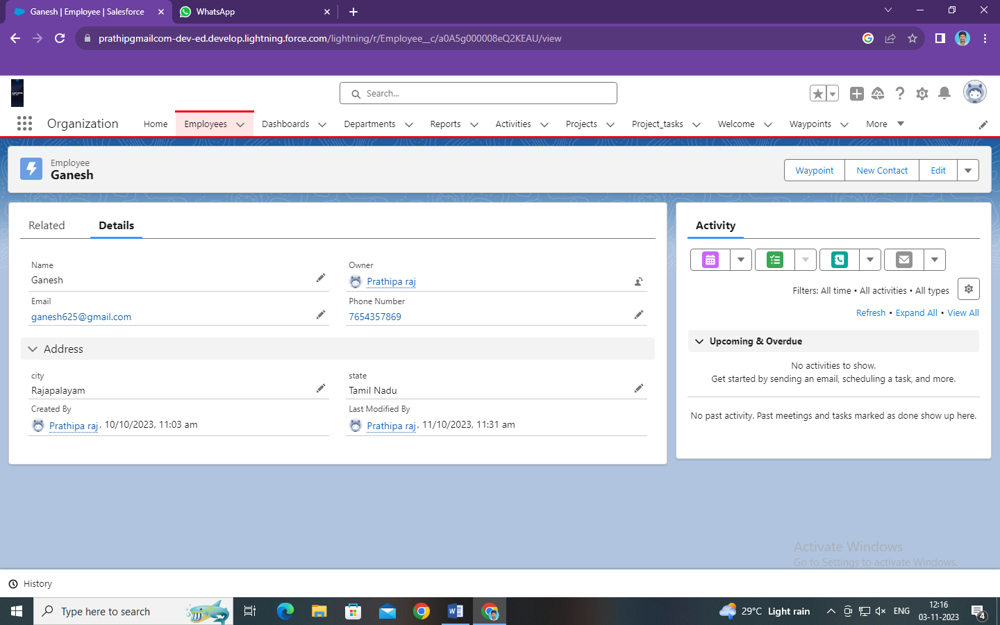 Ganesh | Employee | Salesforce
WhatsApp
prathipgmailcom-dev-ed.develop.lightning.force.com/lightning/r/Employee__c/a0A5g000008eQ2KEAU/view
Search...
Organization
Home
Employees
Dashboards
Departments
Reports
Activities
Projects
Project_tasks
Welcome
Waypoints
More
Employee
Ganesh
Waypoint
New Contact
Edit
Related
Details
Name
Ganesh
Owner
Prathipa raj
Email
ganesh625@gmail.com
Phone Number
7654357869
Address
city
Rajapalayam
state
Tamil Nadu
Created By
Prathipa raj, 10/10/2023, 11:03 am
Last Modified By
Prathipa raj, 11/10/2023, 11:31 am
Activity
Filters: All time • All activities • All types
Refresh • Expand All • View All
Upcoming & Overdue
No activities to show.
Get started by sending an email, scheduling a task, and more.
No past activity. Past meetings and tasks marked as done show up here.
Activate Windows
Go to Settings to activate Windows.
History
Type here to search
29°C Light rain
ENG
12:16
03-11-2023
4